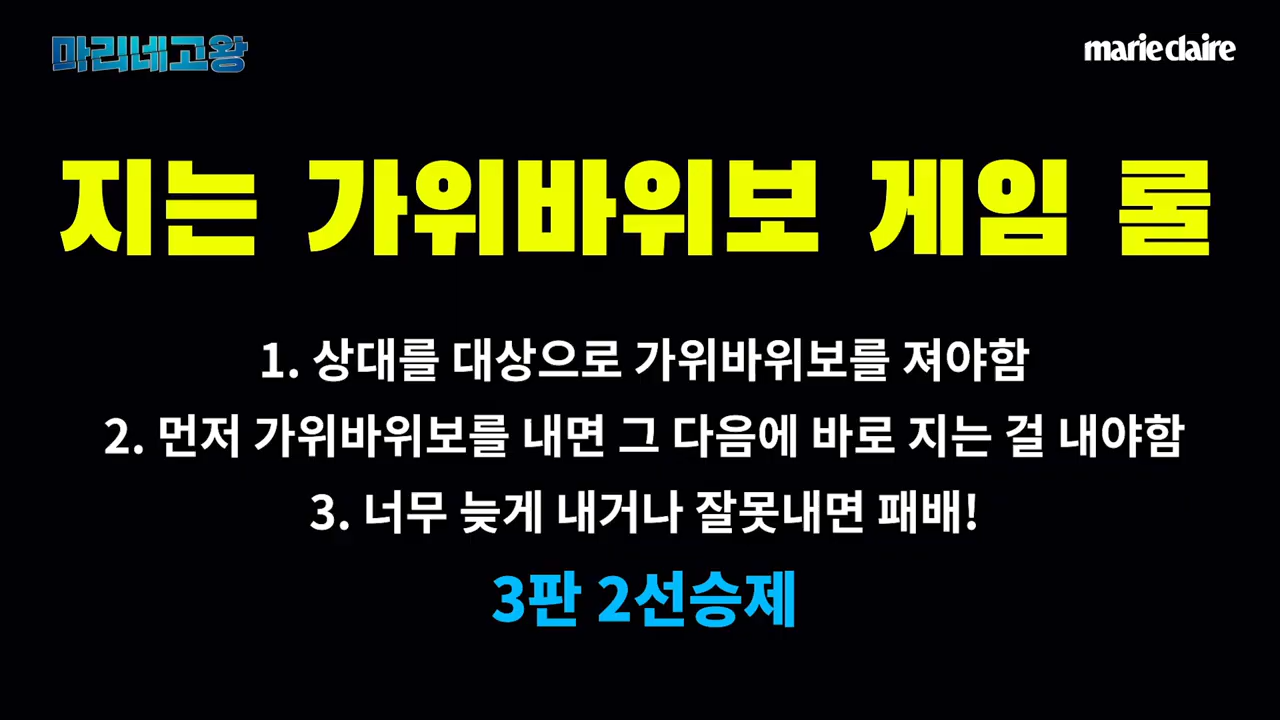 마리네고왕
marie claire
지는 가위바위보 게임 룰
1. 상대를 대상으로 가위바위보를 져야함
2. 먼저 가위바위보를 내면 그 다음에 바로 지는 걸 내야함
3. 너무 늦게 내거나 잘못내면 패배!
3판 2선승제